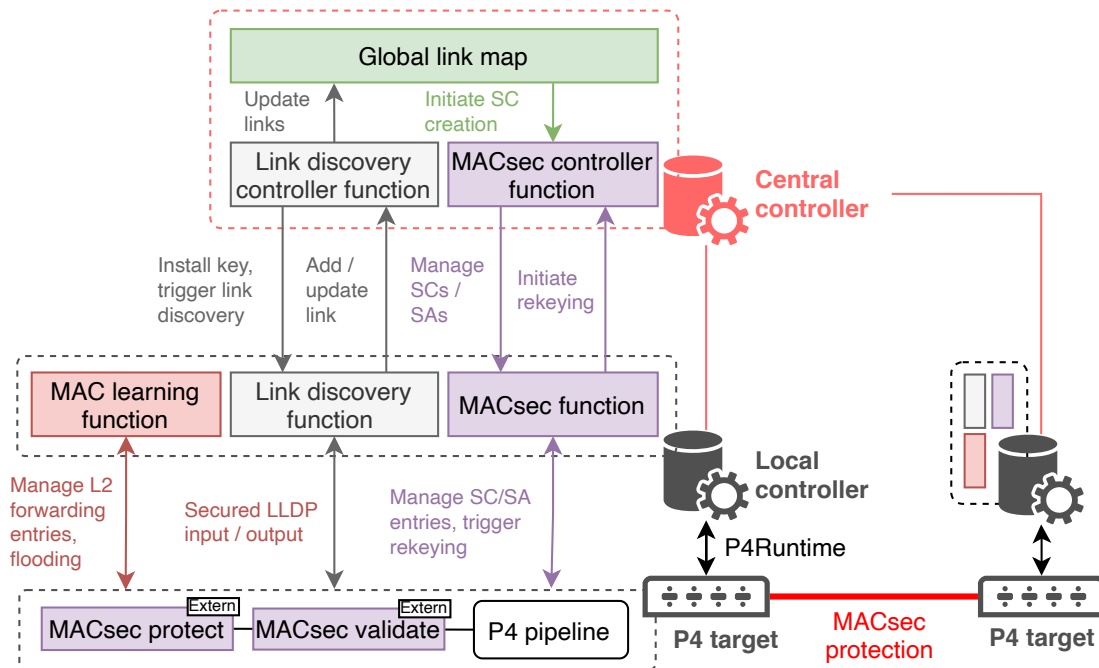 Global link map
Update
links
Initiate SC
creation
Link discovery
controller function
MACsec controller
function
Central
controller
Install key,
trigger link
discovery
Add /
update
link
Manage
SCs /
SAs
Initiate
rekeying
MAC learning
function
Link discovery
function
MACsec function
Local
controller
Manage L2
forwarding
entries,
flooding
Secured LLDP
input / output
Manage SC/SA
entries, trigger
rekeying
P4Runtime
Extern
MACsec protect
Extern
MACsec validate
P4 pipeline
P4 target
MACsec
protection
P4 target